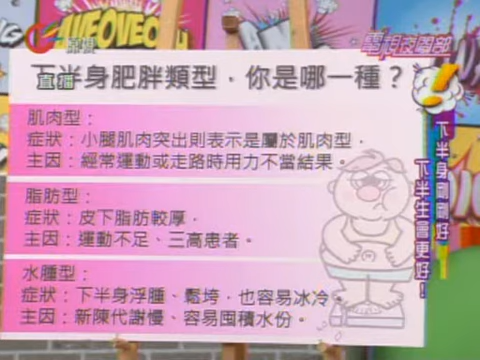 直播
下半身肥胖類型，你是哪一種？
肌肉型：
症狀：小腿肌肉突出則表示是屬於肌肉型，
主因：經常運動或走路時用力不當結果。
脂肪型：
症狀：皮下脂肪較厚，
主因：運動不足、三高患者。
水腫型：
症狀：下半身浮腫、鬆垮，也容易冰冷。
主因：新陳代謝慢、容易囤積水份。
下半身剛剛好
下半生會更好！